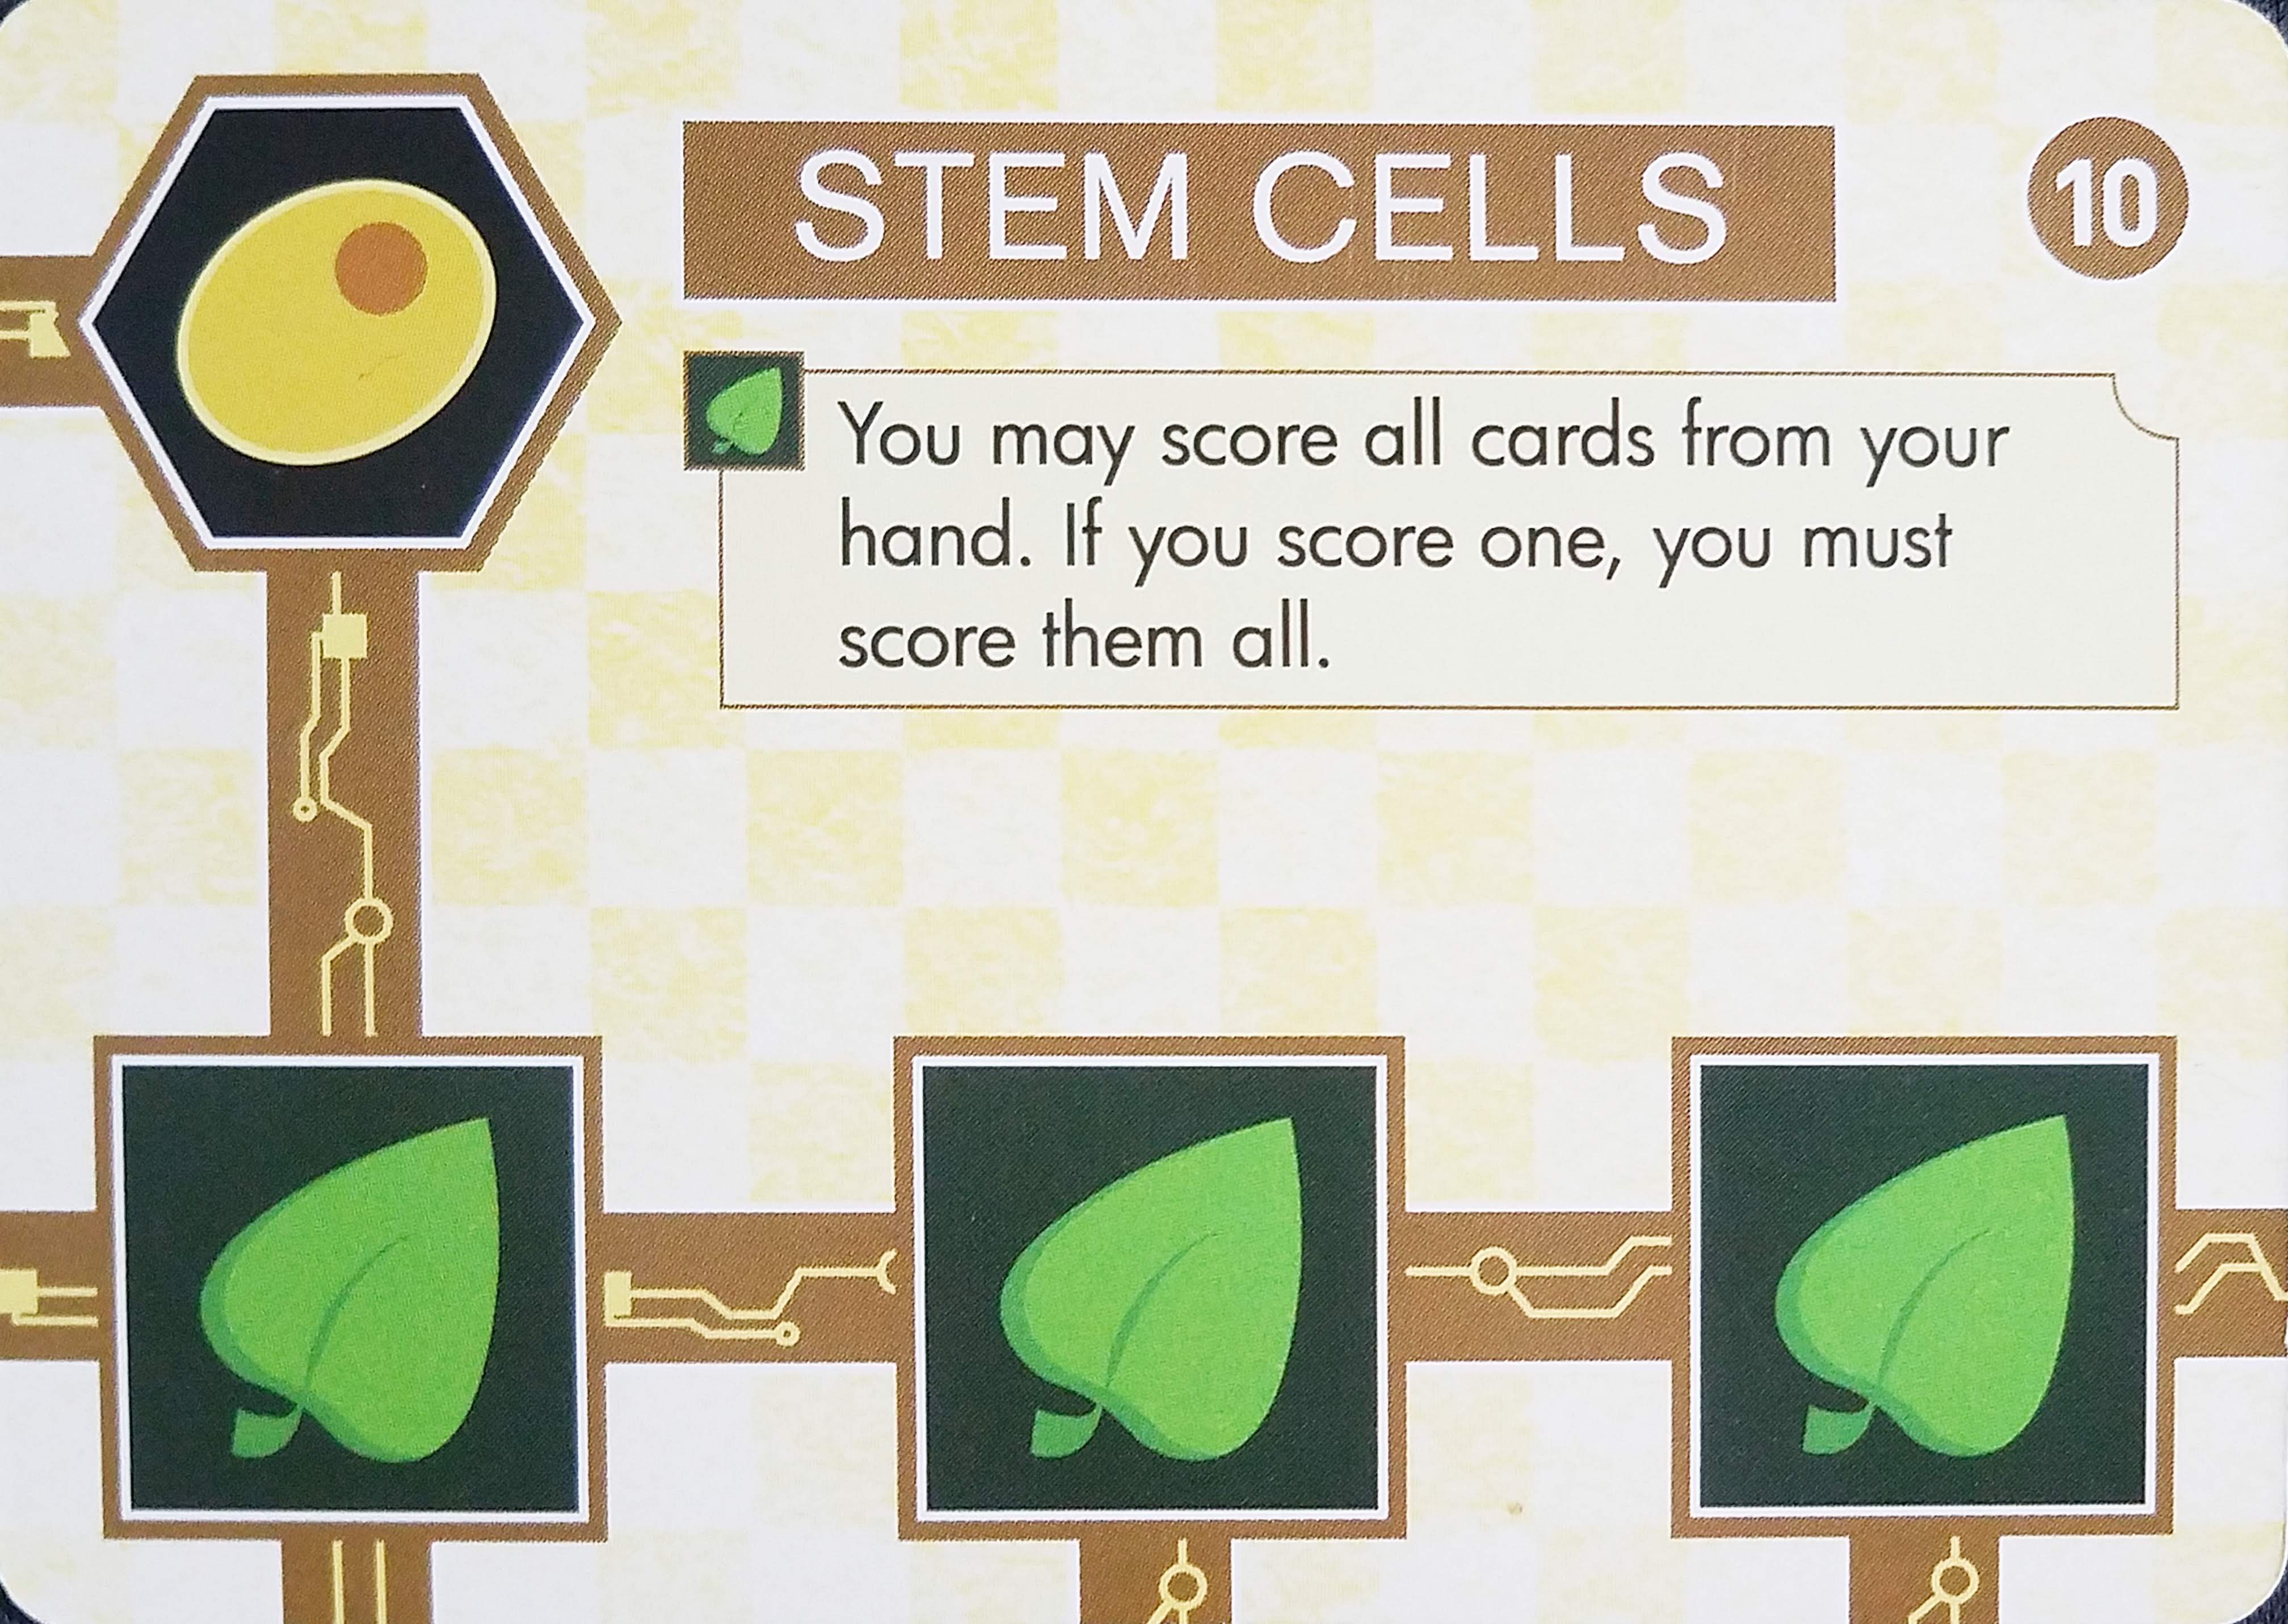 STEM CELLS
10
You may score all cards from your
hand. If you score one, you must
score them all.